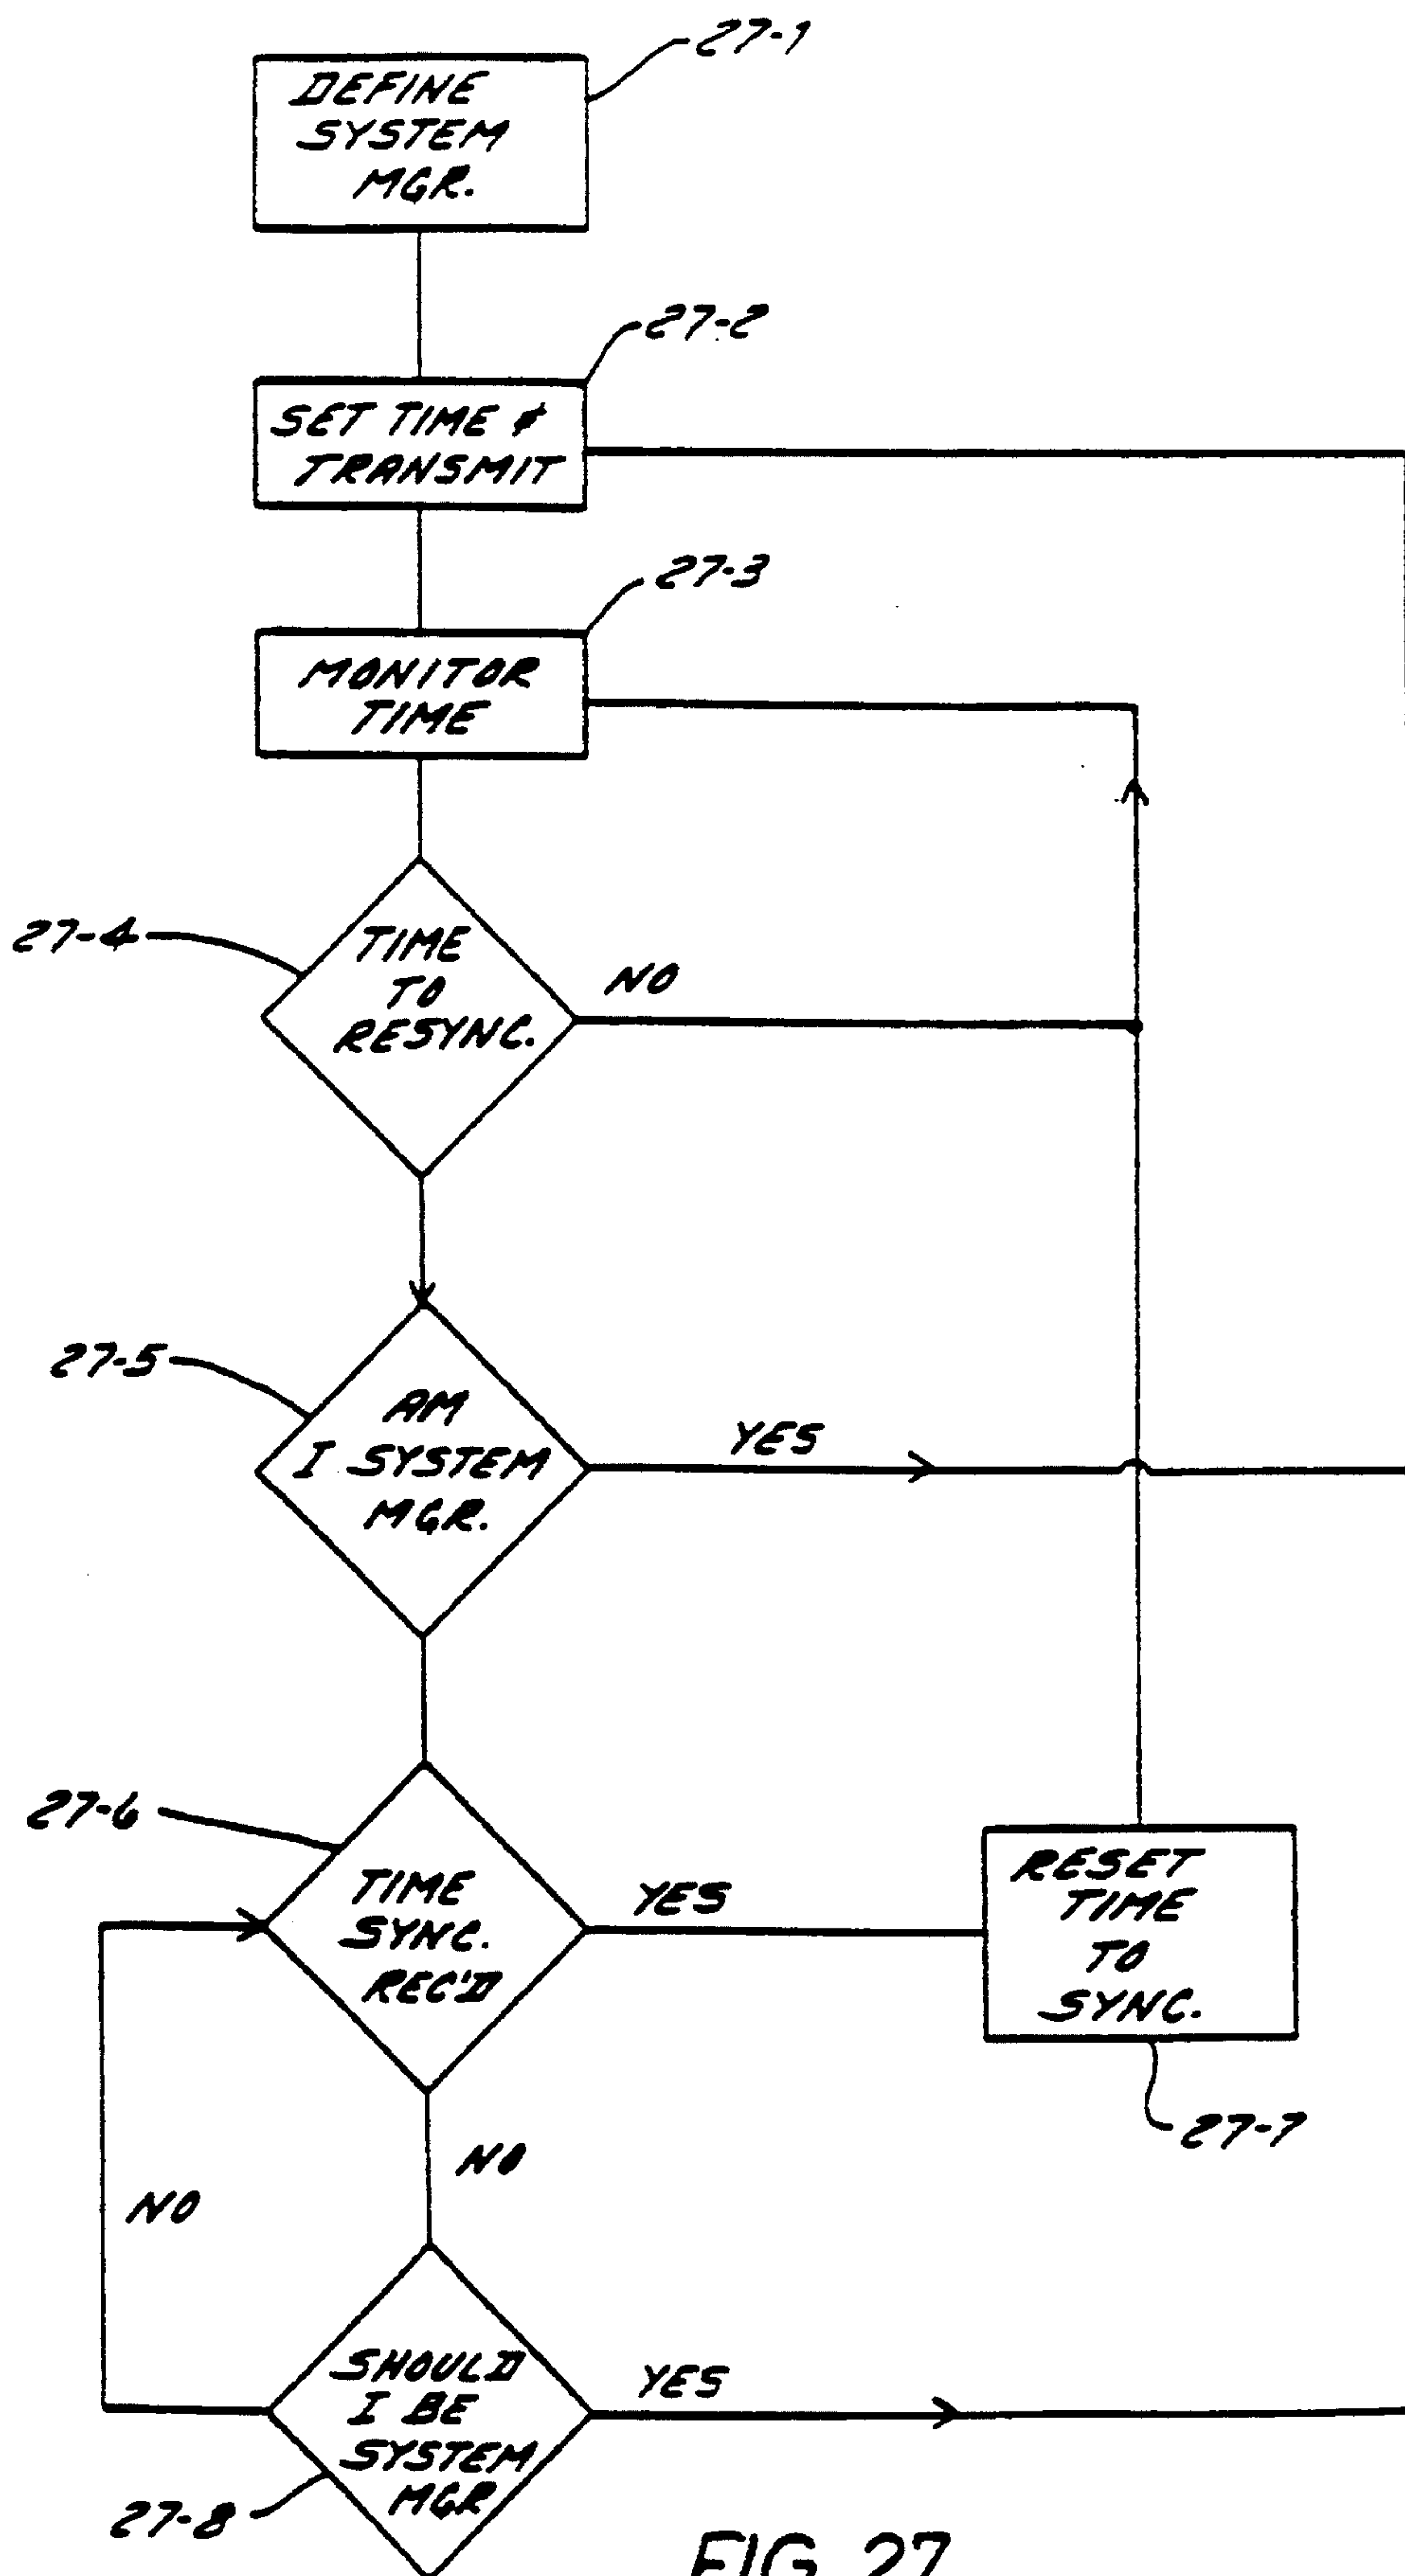 27-1
DEFINE
SYSTEM
MGR.
27-2
SET TIME &
TRANSMIT
27-3
MONITOR
TIME
27-4
TIME
TO
RESYNC.
NO
27-5
AM
I SYSTEM
MGR.
YES
27-6
TIME
SYNC.
REC'D
YES
RESET
TIME
TO
SYNC.
27-7
NO
NO
SHOULD
I BE
SYSTEM
MGR
YES
27-8
FIG. 27